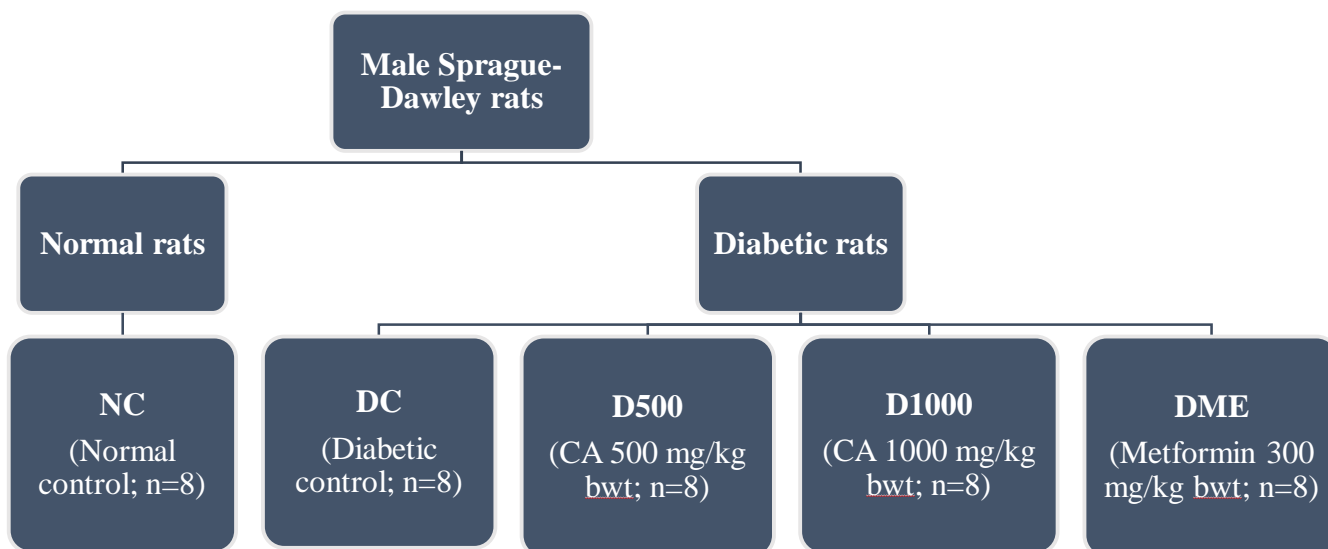 Male Sprague-
Dawley rats
Normal rats
Diabetic rats
NC
(Normal
control; n=8)
DC
(Diabetic
control; n=8)
D500
(CA 500 mg/kg
bwt; n=8)
D1000
(CA 1000 mg/kg
bwt; n=8)
DME
(Metformin 300
mg/kg bwt; n=8)